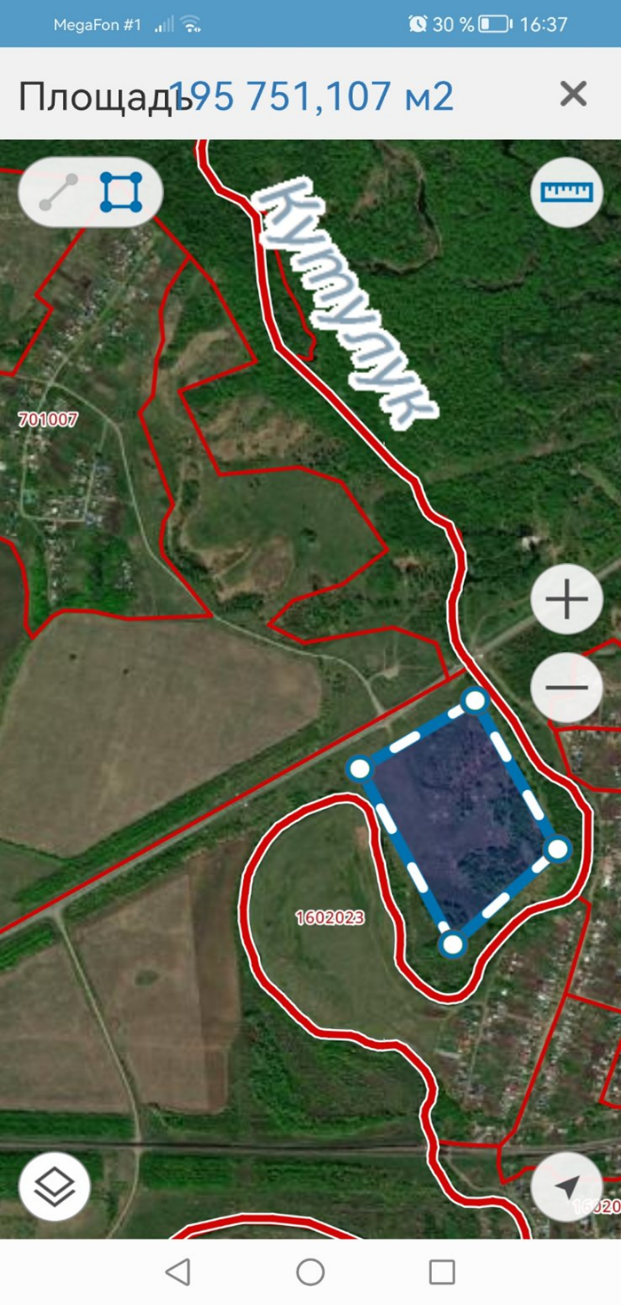 MegaFon #1 30 % 16:37
Площадь 195 751,107 м2
Кутулук
701007
1602023